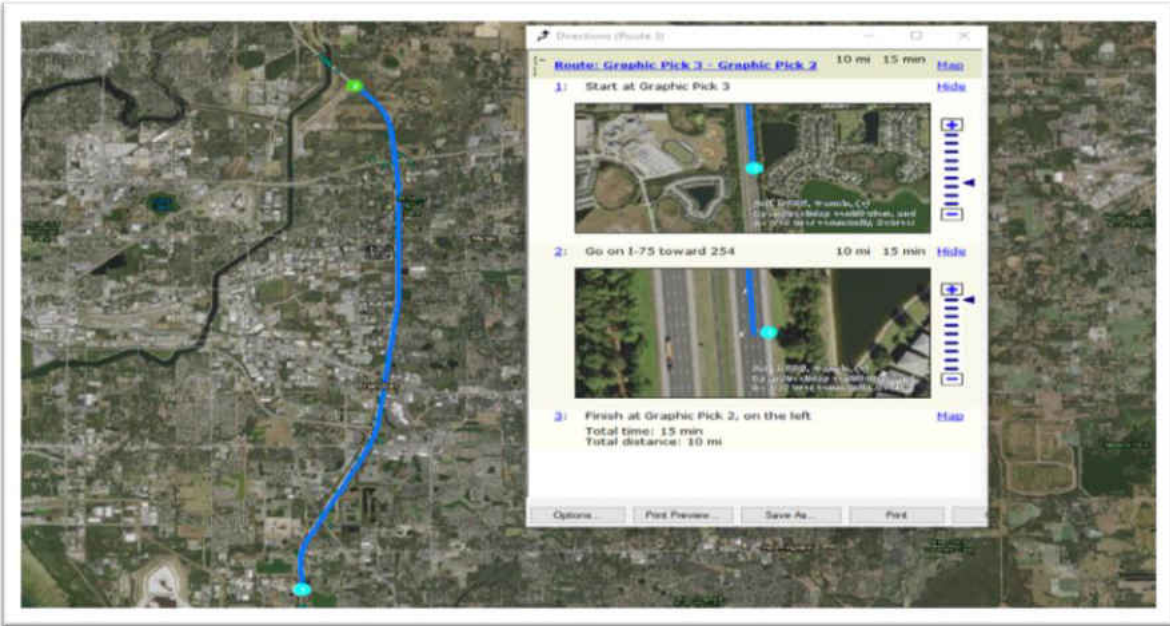 Directions (Route 3)
Route: Graphic Pick 3 - Graphic Pick 2 10 mi 15 min Map
1: Start at Graphic Pick 3 Hide
2: Go on I-75 toward 254 10 mi 15 min Hide
3: Finish at Graphic Pick 2, on the left Map
Total time: 15 min
Total distance: 10 mi
Options... Print Preview... Save As... Print